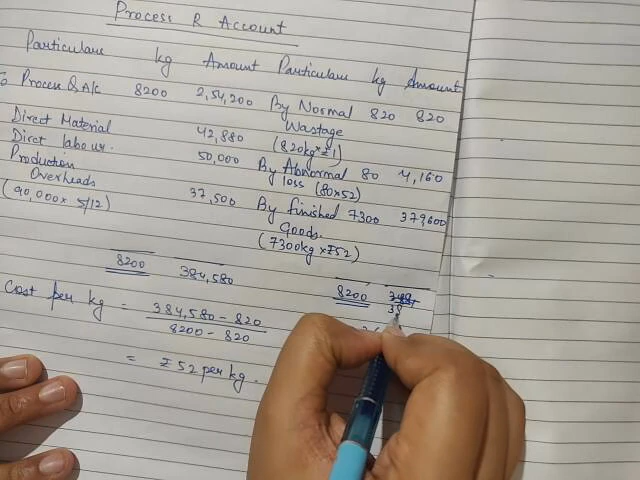 Process R Account
Particulars kg Amount Particulars kg Amount
To Process Q A/c 8200 2,54,200 By Normal 820 820
Wastage
(820kg×₹1)
Direct Material 42,880
Direct labour. 50,000 By Abnormal 80 4,160
loss (80×52)
Production
Overheads 37,500 By finished 7300 379,600
(90,000× 5/12) Goods.
(7300kg×₹52)
8200 384,580 8200
38
Cost per kg = 384,580 - 820
8200 - 820
= ₹52 per kg.